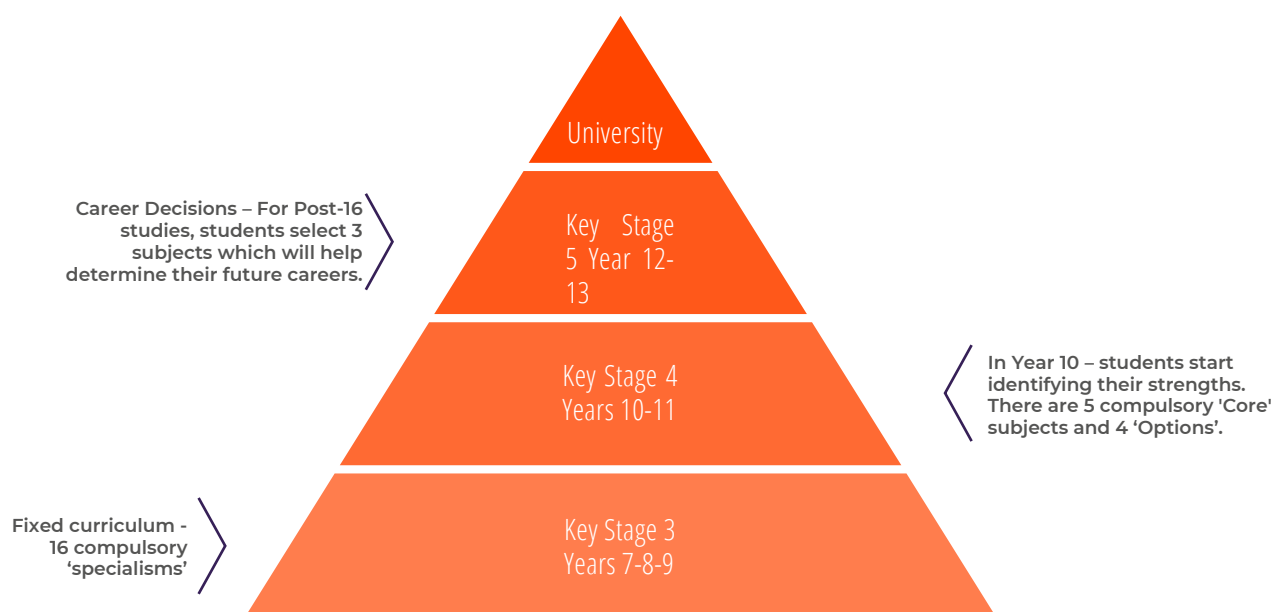 University
Career Decisions – For Post-16
studies, students select 3
subjects which will help
determine their future careers.
Key Stage
5 Year 12-
13
Key Stage 4
Years 10-11
In Year 10 – students start
identifying their strengths.
There are 5 compulsory 'Core'
subjects and 4 ‘Options’.
Fixed curriculum -
16 compulsory
‘specialisms’
Key Stage 3
Years 7-8-9